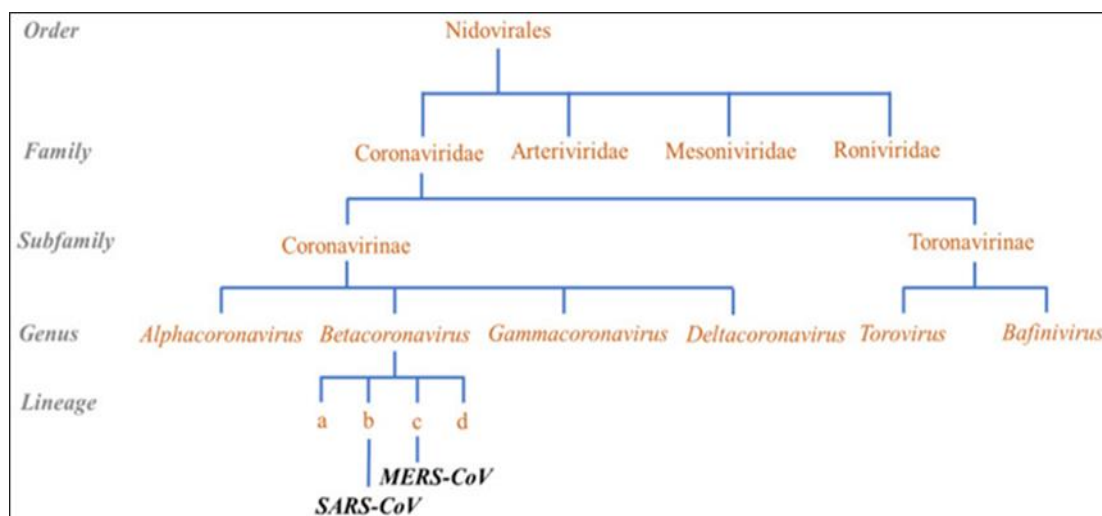 Order Nidovirales
Family Coronaviridae Arteriviridae Mesoniviridae Roniviridae
Subfamily Coronavirinae Toronavirinae
Genus Alphacoronavirus Betacoronavirus Gammacoronavirus Deltacoronavirus Torovirus Bafinivirus
Lineage a b c d
MERS-CoV
SARS-CoV